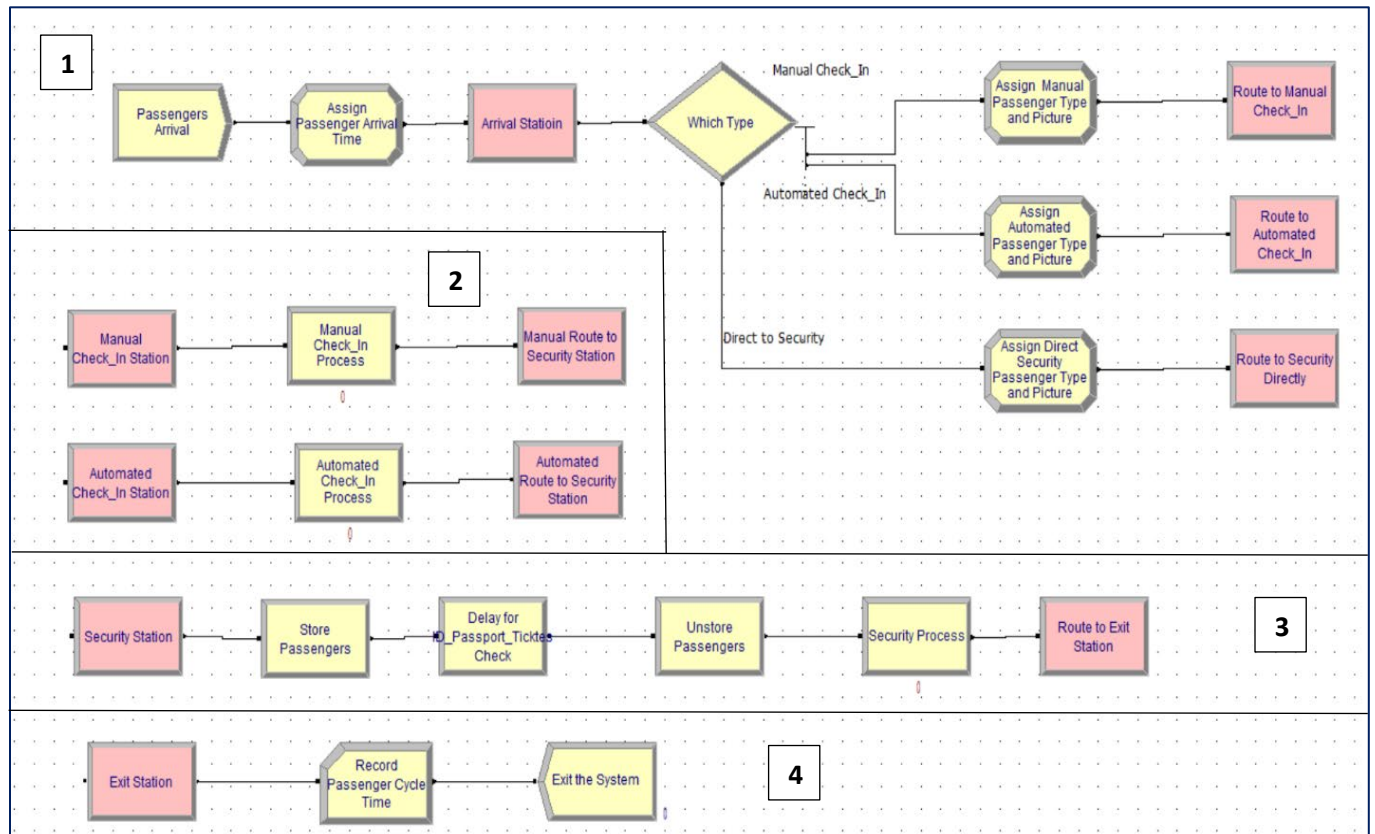 1
Passengers
Arrival
Assign
Passenger Arrival
Time
Arrival Statioin
Which Type
Manual Check_In
Automated Check_In
Direct to Security
Assign Manual
Passenger Type
and Picture
Route to Manual
Check_In
Assign
Automated
Passenger Type
and Picture
Route to
Automated
Check_In
Assign Direct
Security
Passenger Type
and Picture
Route to Security
Directly
2
Manual
Check_In Station
Manual
Check_In
Process
0
Manual Route to
Security Station
Automated
Check_In Station
Automated
Check_In
Process
0
Automated
Route to Security
Station
3
Security Station
Store
Passengers
Delay for
ID_Passport_Ticktes
Check
Unstore
Passengers
Security Process
0
Route to Exit
Station
4
Exit Station
Record
Passenger Cycle
Time
Exit the System
0